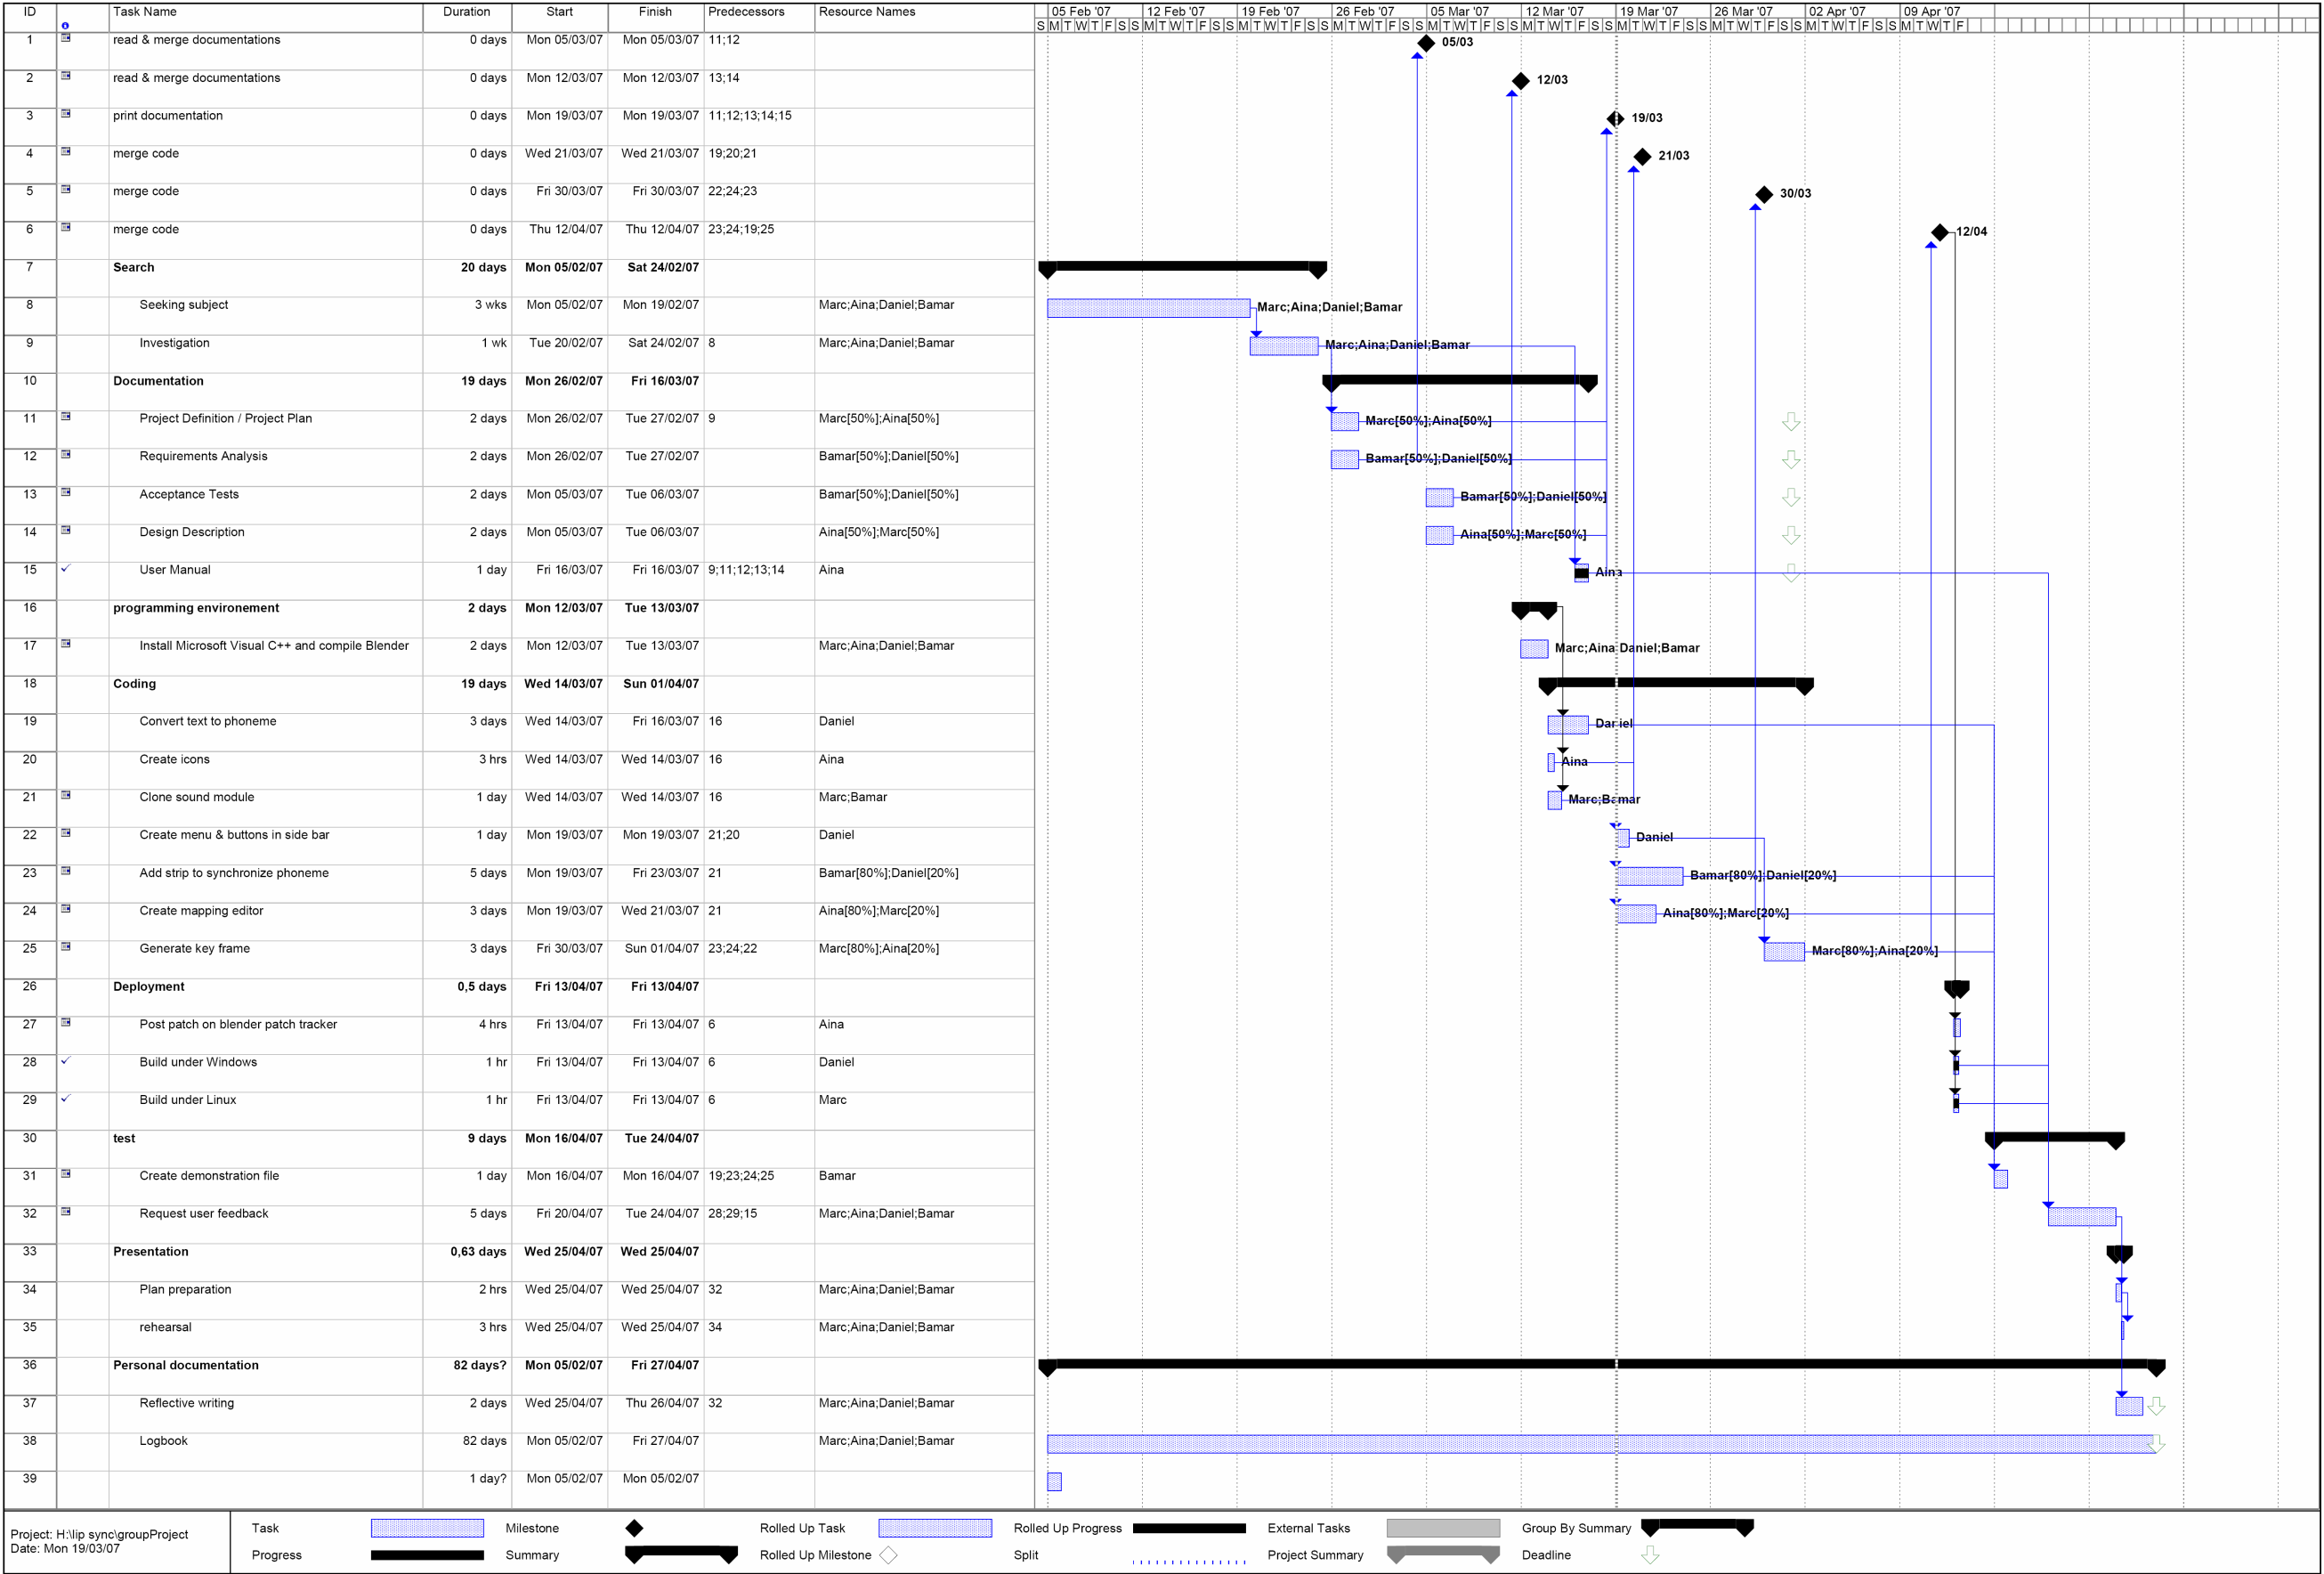 ID Task Name Duration Start Finish Predecessors Resource Names 05 Feb '07 12 Feb '07 19 Feb '07 26 Feb '07 05 Mar '07 12 Mar '07 19 Mar '07 26 Mar '07 02 Apr '07 09 Apr '07
S M T W T F S S M T W T F S S M T W T F S S M T W T F S S M T W T F S S M T W T F S S M T W T F S S M T W T F S S M T W T F S S M T W T F
1 read & merge documentations 0 days Mon 05/03/07 Mon 05/03/07 11;12 05/03
2 read & merge documentations 0 days Mon 12/03/07 Mon 12/03/07 13;14 12/03
3 print documentation 0 days Mon 19/03/07 Mon 19/03/07 11;12;13;14;15 19/03
4 merge code 0 days Wed 21/03/07 Wed 21/03/07 19;20;21 21/03
5 merge code 0 days Fri 30/03/07 Fri 30/03/07 22;24;23 30/03
6 merge code 0 days Thu 12/04/07 Thu 12/04/07 23;24;19;25 12/04
7 Search 20 days Mon 05/02/07 Sat 24/02/07
8 Seeking subject 3 wks Mon 05/02/07 Mon 19/02/07 Marc;Aina;Daniel;Bamar Marc;Aina;Daniel;Bamar
9 Investigation 1 wk Tue 20/02/07 Sat 24/02/07 8 Marc;Aina;Daniel;Bamar Marc;Aina;Daniel;Bamar
10 Documentation 19 days Mon 26/02/07 Fri 16/03/07
11 Project Definition / Project Plan 2 days Mon 26/02/07 Tue 27/02/07 9 Marc[50%];Aina[50%] Marc[50%];Aina[50%]
12 Requirements Analysis 2 days Mon 26/02/07 Tue 27/02/07 Bamar[50%];Daniel[50%] Bamar[50%];Daniel[50%]
13 Acceptance Tests 2 days Mon 05/03/07 Tue 06/03/07 Bamar[50%];Daniel[50%] Bamar[50%];Daniel[50%]
14 Design Description 2 days Mon 05/03/07 Tue 06/03/07 Aina[50%];Marc[50%] Aina[50%];Marc[50%]
15 User Manual 1 day Fri 16/03/07 Fri 16/03/07 9;11;12;13;14 Aina Aina
16 programming environement 2 days Mon 12/03/07 Tue 13/03/07
17 Install Microsoft Visual C++ and compile Blender 2 days Mon 12/03/07 Tue 13/03/07 Marc;Aina;Daniel;Bamar Marc;Aina;Daniel;Bamar
18 Coding 19 days Wed 14/03/07 Sun 01/04/07
19 Convert text to phoneme 3 days Wed 14/03/07 Fri 16/03/07 16 Daniel Daniel
20 Create icons 3 hrs Wed 14/03/07 Wed 14/03/07 16 Aina Aina
21 Clone sound module 1 day Wed 14/03/07 Wed 14/03/07 16 Marc;Bamar Marc;Bamar
22 Create menu & buttons in side bar 1 day Mon 19/03/07 Mon 19/03/07 21;20 Daniel Daniel
23 Add strip to synchronize phoneme 5 days Mon 19/03/07 Fri 23/03/07 21 Bamar[80%];Daniel[20%] Bamar[80%];Daniel[20%]
24 Create mapping editor 3 days Mon 19/03/07 Wed 21/03/07 21 Aina[80%];Marc[20%] Aina[80%];Marc[20%]
25 Generate key frame 3 days Fri 30/03/07 Sun 01/04/07 23;24;22 Marc[80%];Aina[20%] Marc[80%];Aina[20%]
26 Deployment 0,5 days Fri 13/04/07 Fri 13/04/07
27 Post patch on blender patch tracker 4 hrs Fri 13/04/07 Fri 13/04/07 6 Aina
28 Build under Windows 1 hr Fri 13/04/07 Fri 13/04/07 6 Daniel
29 Build under Linux 1 hr Fri 13/04/07 Fri 13/04/07 6 Marc
30 test 9 days Mon 16/04/07 Tue 24/04/07
31 Create demonstration file 1 day Mon 16/04/07 Mon 16/04/07 19;23;24;25 Bamar
32 Request user feedback 5 days Fri 20/04/07 Tue 24/04/07 28;29;15 Marc;Aina;Daniel;Bamar
33 Presentation 0,63 days Wed 25/04/07 Wed 25/04/07
34 Plan preparation 2 hrs Wed 25/04/07 Wed 25/04/07 32 Marc;Aina;Daniel;Bamar
35 rehearsal 3 hrs Wed 25/04/07 Wed 25/04/07 34 Marc;Aina;Daniel;Bamar
36 Personal documentation 82 days? Mon 05/02/07 Fri 27/04/07
37 Reflective writing 2 days Wed 25/04/07 Thu 26/04/07 32 Marc;Aina;Daniel;Bamar
38 Logbook 82 days Mon 05/02/07 Fri 27/04/07 Marc;Aina;Daniel;Bamar
39 1 day? Mon 05/02/07 Mon 05/02/07
Project: H:\lip sync\groupProject
Date: Mon 19/03/07
Task Milestone Rolled Up Task Rolled Up Progress External Tasks Group By Summary
Progress Summary Rolled Up Milestone Split Project Summary Deadline